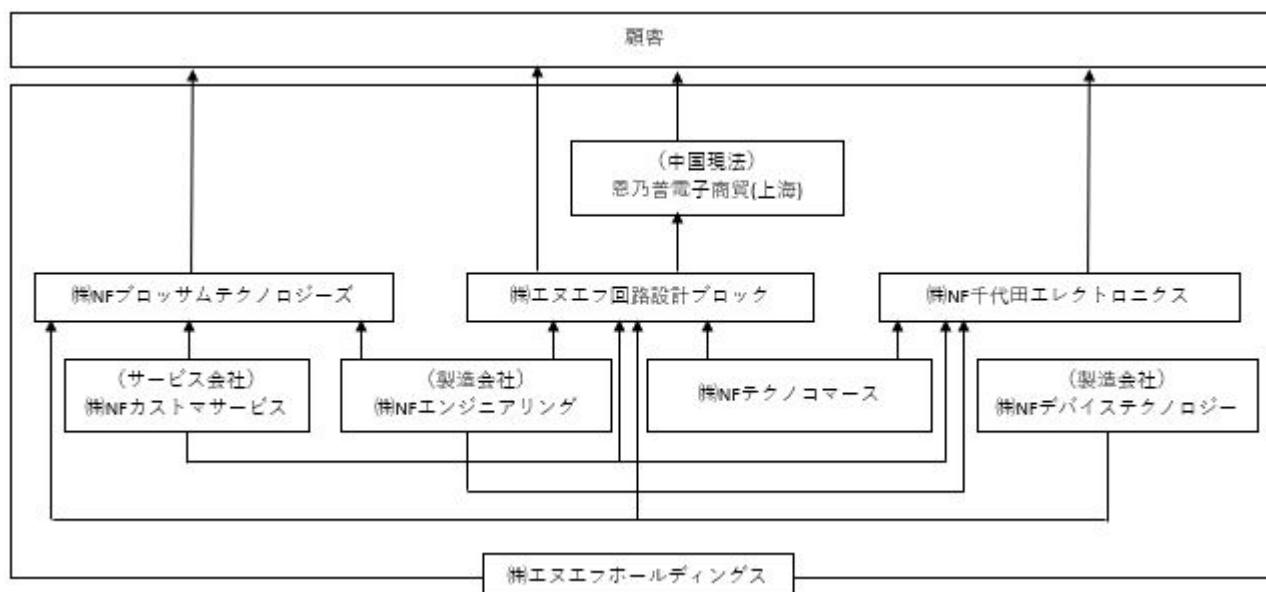 顧客
（中国現法）
恩乃普電子商貿(上海)
㈱NFブロッサムテクノロジーズ
㈱エヌエフ回路設計ブロック
㈱NF千代田エレクトロニクス
（サービス会社）
㈱NFカストマサービス
（製造会社）
㈱NFエンジニアリング
㈱NFテクノコマース
（製造会社）
㈱NFデバイステクノロジー
㈱エヌエフホールディングス